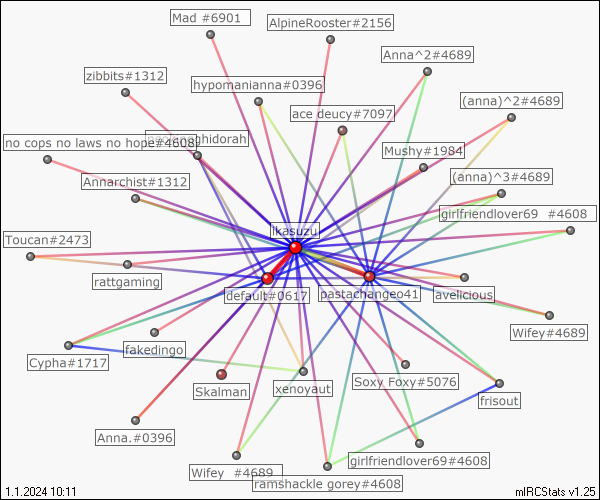 Mad #6901
AlpineRooster#2156
Anna^2#4689
zibbits#1312
hypomanianna#0396
(anna)^2#4689
ace deucy#7097
no cops no laws no hope#4608
Mushy#1984
Annarchist#1312
(anna)^3#4689
girlfriendlover69 #4608
ikasuzu
Toucan#2473
rattgaming
default#0617
pastachangeo41
avelicious
Wifey#4689
fakedingo
Cypha#1717
Skalman
xenoyaut
Soxy Foxy#5076
frisout
Anna.#0396
Wifey #4689
girlfriendlover69#4608
ramshackle gorey#4608
1.1.2024 10:11
mIRCStats v1.25